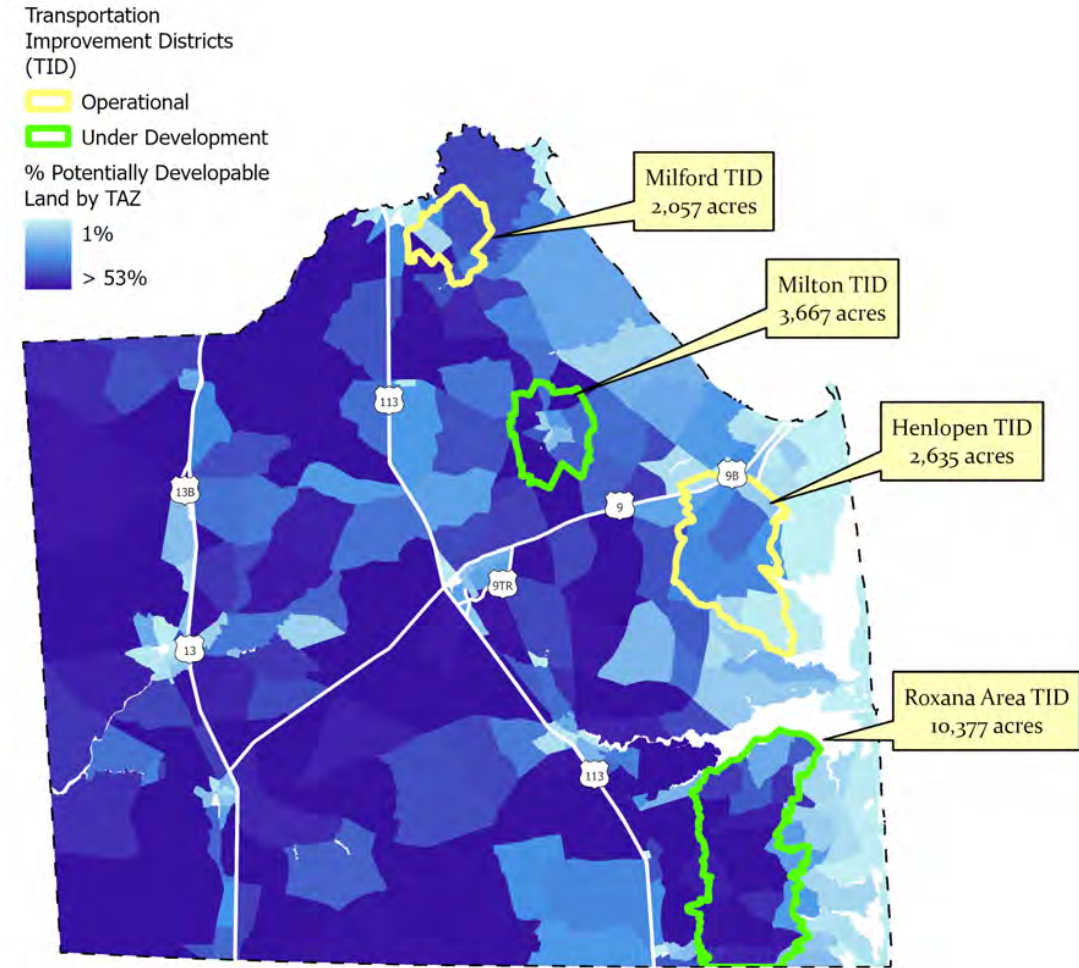 Transportation
Improvement Districts
(TID)
Operational
Under Development
% Potentially Developable
Land by TAZ
1%
> 53%
Milford TID
2,057 acres
Milton TID
3,667 acres
113
Henlopen TID
2,635 acres
9B
13B
9
9TR
13
Roxana Area TID
10,377 acres
113